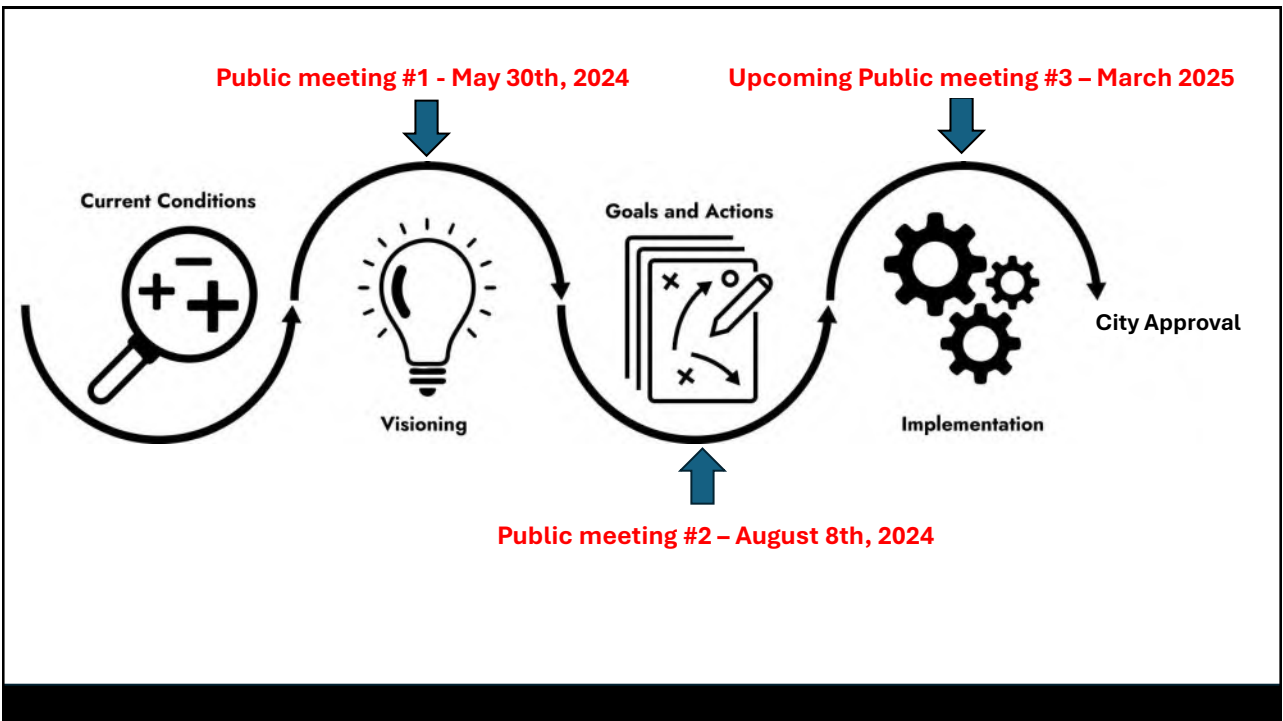 Public meeting #1 - May 30th, 2024
Upcoming Public meeting #3 – March 2025
Current Conditions
Goals and Actions
City Approval
Visioning
Implementation
Public meeting #2 – August 8th, 2024